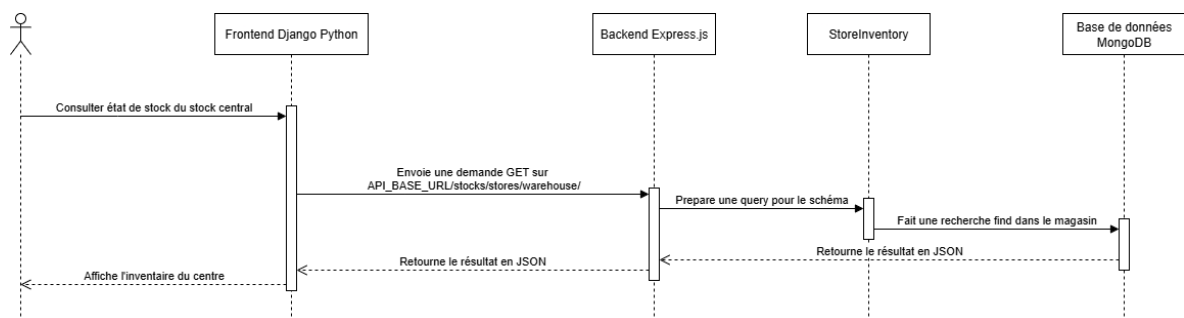 Frontend Django Python
Backend Express.js
StoreInventory
Base de données
MongoDB
Consulter état de stock du stock central
Envoie une demande GET sur
API_BASE_URL/stocks/stores/warehouse/
Prepare une query pour le schéma
Fait une recherche find dans le magasin
Retourne le résultat en JSON
Retourne le résultat en JSON
Affiche l'inventaire du centre